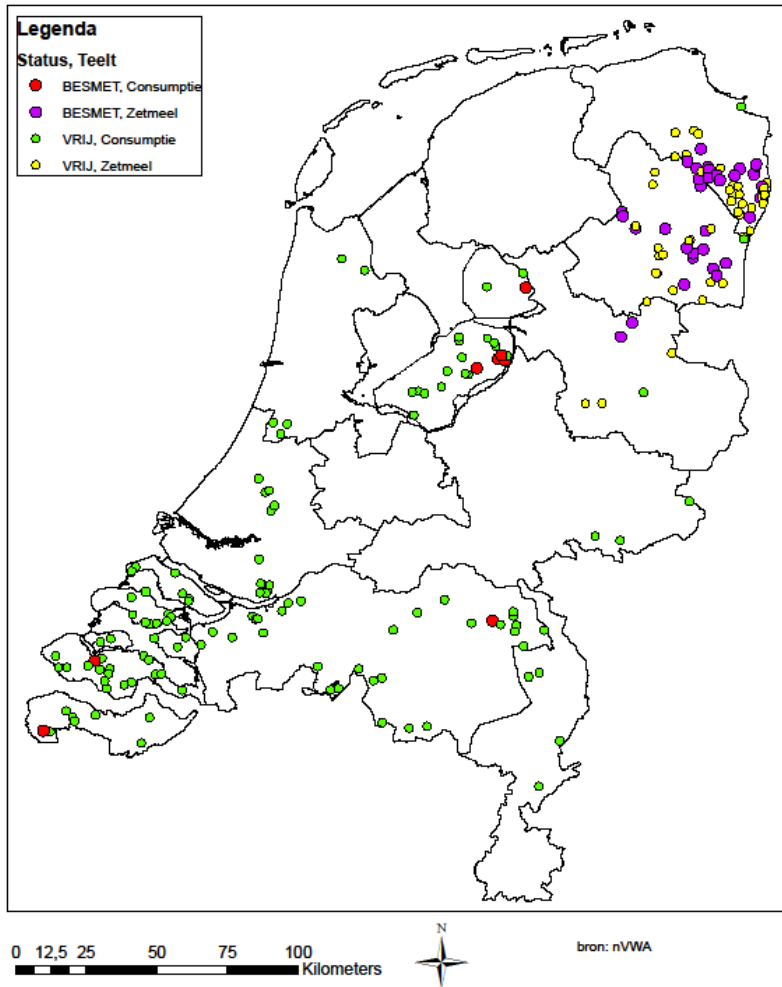 Legenda
Status, Teelt
BESMET, Consumptie
BESMET, Zetmeel
VRIJ, Consumptie
VRIJ, Zetmeel
N
0 12,5 25 50 75 100
Kilometers
bron: nVWA